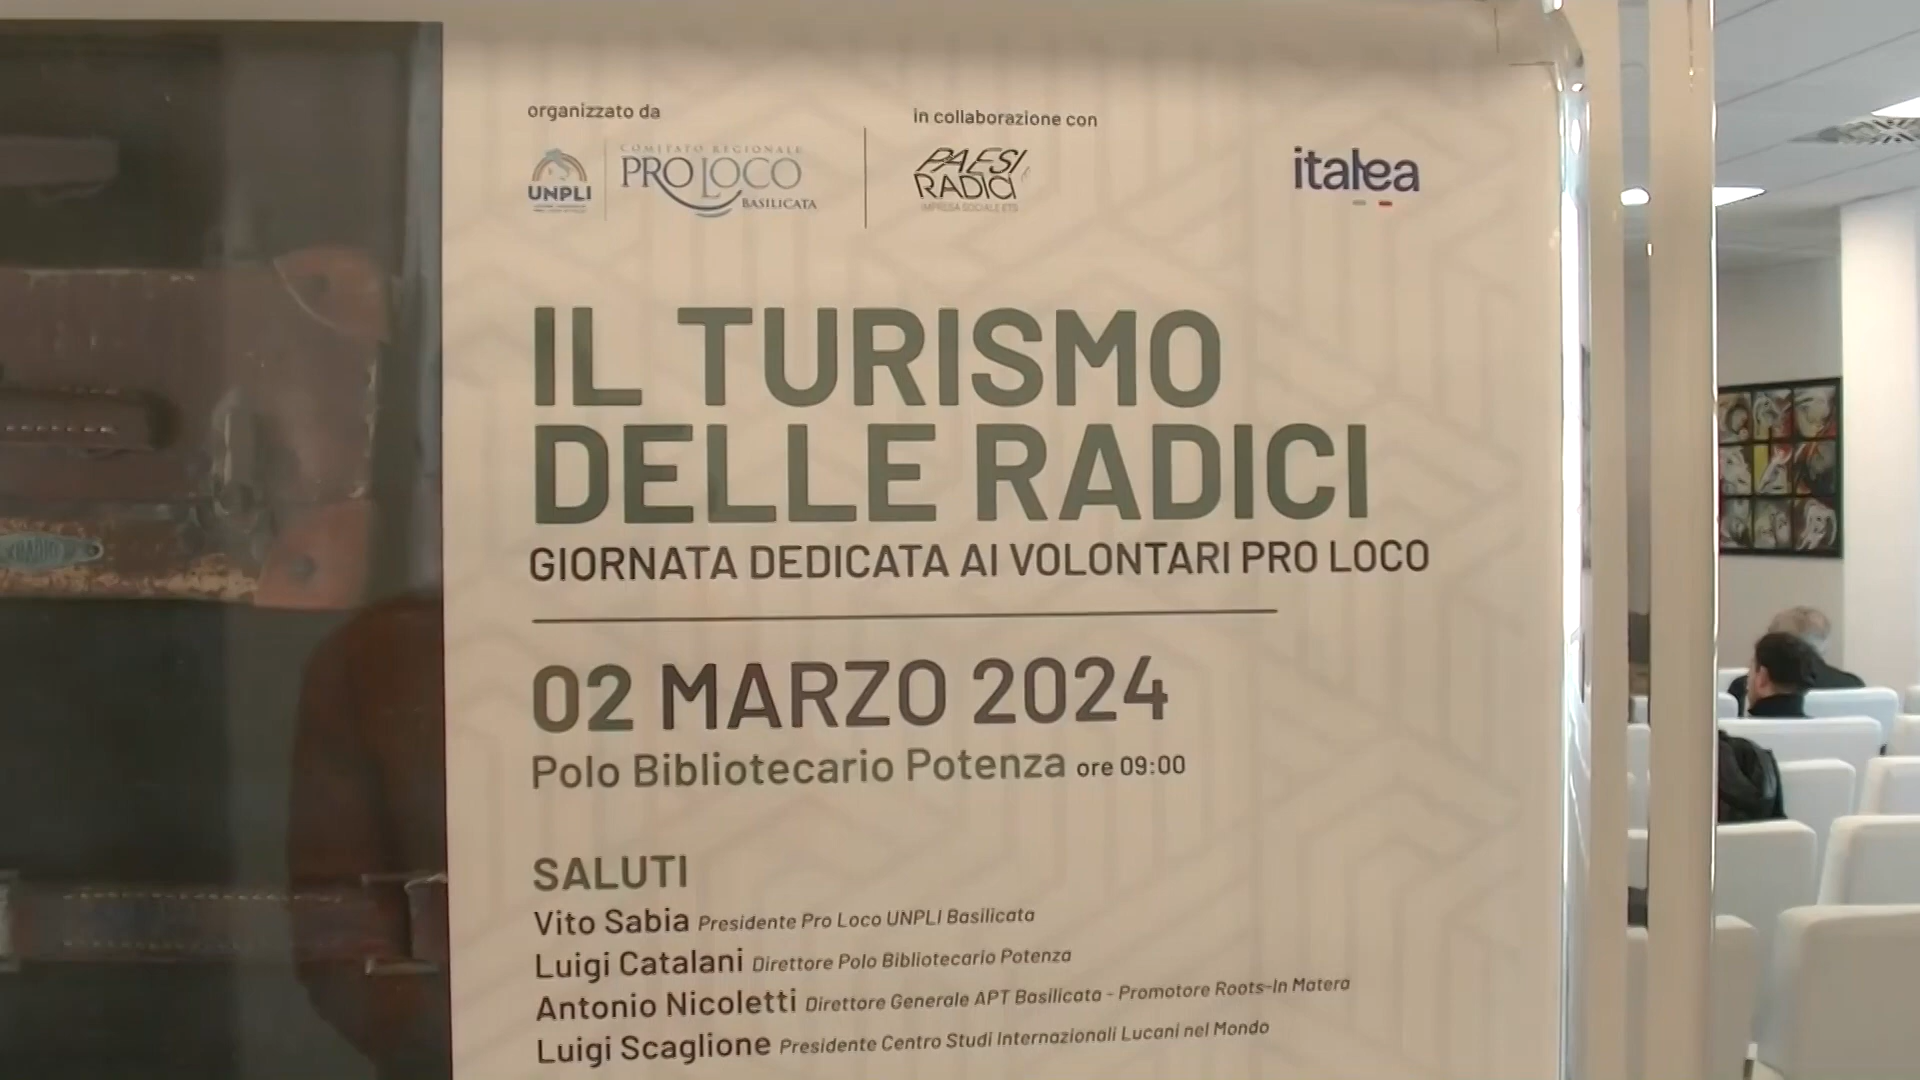 organizzato da
in collaborazione con
UNPLI
COMITATO REGIONALE
PRO LOCO
BASILICATA
PAESI
RADICI
IMPRESA SOCIALE ETS
italea
IL TURISMO
DELLE RADICI
GIORNATA DEDICATA AI VOLONTARI PRO LOCO
02 MARZO 2024
Polo Bibliotecario Potenza ore 09:00
SALUTI
Vito Sabia Presidente Pro Loco UNPLI Basilicata
Luigi Catalani Direttore Polo Bibliotecario Potenza
Antonio Nicoletti Direttore Generale APT Basilicata - Promotore Roots-In Matera
Luigi Scaglione Presidente Centro Studi Internazionali Lucani nel Mondo